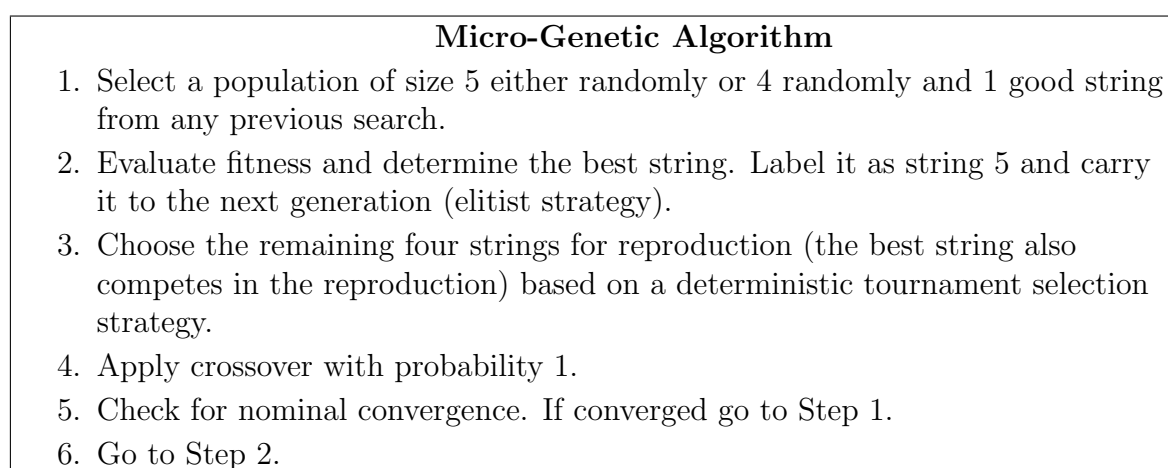 Micro-Genetic Algorithm
1. Select a population of size 5 either randomly or 4 randomly and 1 good string
from any previous search.
2. Evaluate fitness and determine the best string. Label it as string 5 and carry
it to the next generation (elitist strategy).
3. Choose the remaining four strings for reproduction (the best string also
competes in the reproduction) based on a deterministic tournament selection
strategy.
4. Apply crossover with probability 1.
5. Check for nominal convergence. If converged go to Step 1.
6. Go to Step 2.